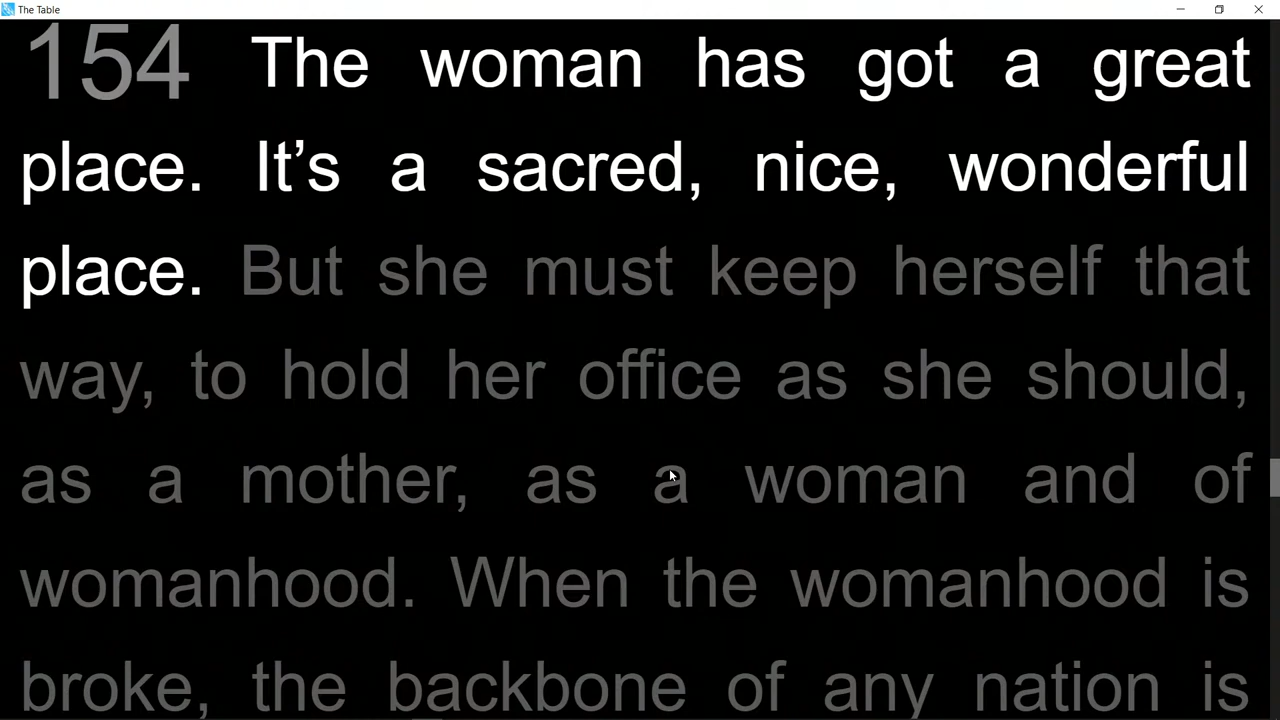 The Table
154 The woman has got a great
place. It’s a sacred, nice, wonderful
place. But she must keep herself that
way, to hold her office as she should,
as a mother, as a woman and of
womanhood. When the womanhood is
broke, the backbone of any nation is